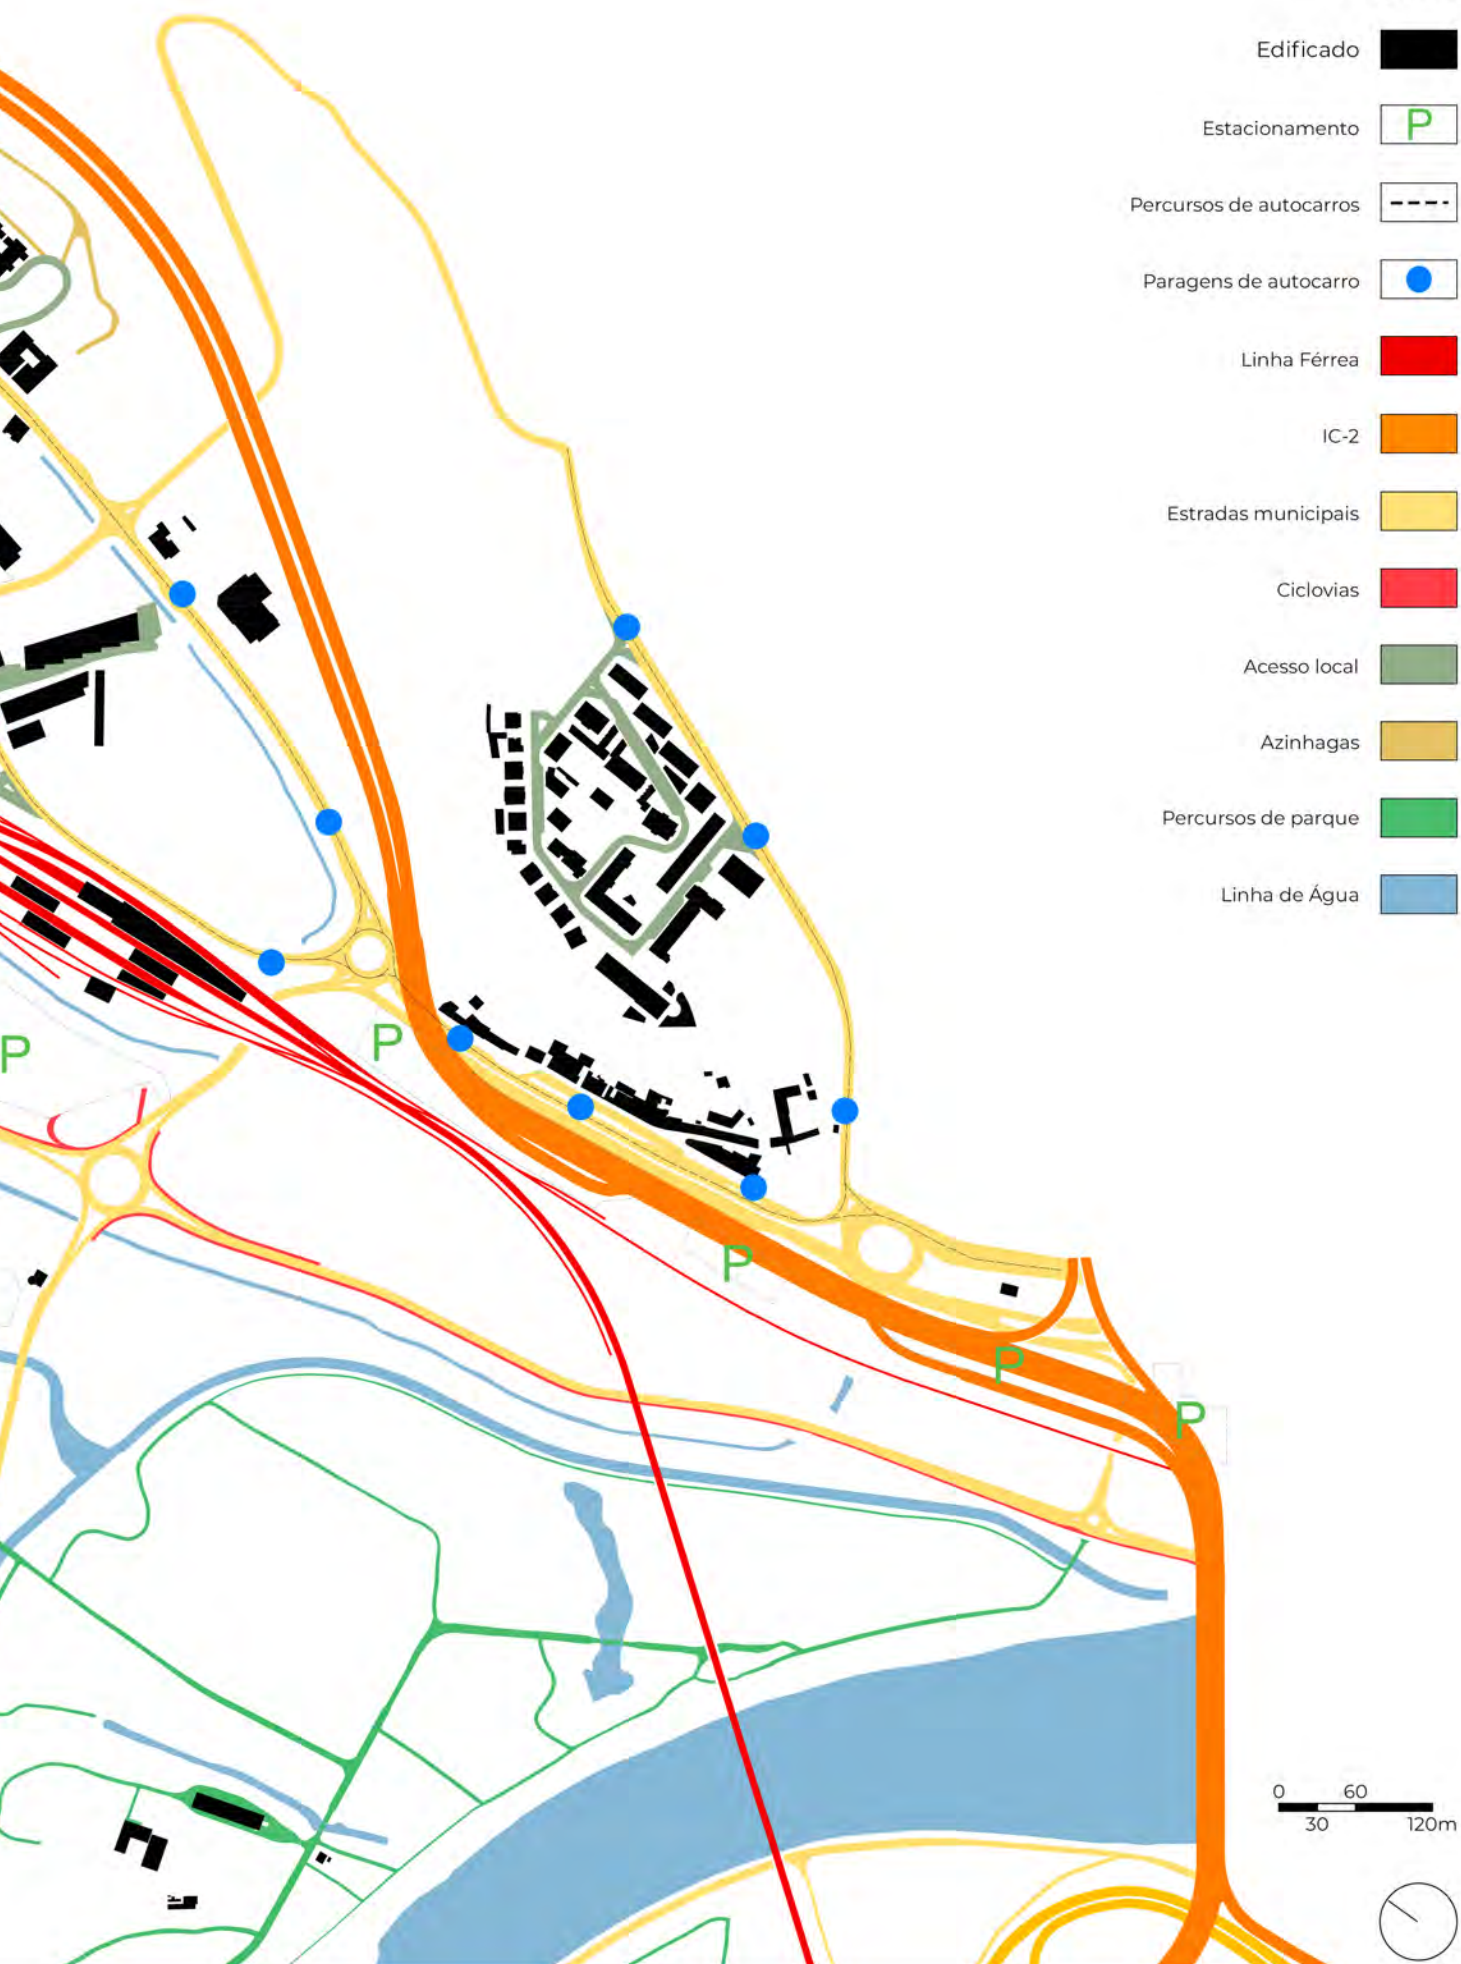 Edificado
Estacionamento P
Percursos de autocarros
Paragens de autocarro
Linha Férrea
IC-2
Estradas municipais
Ciclovias
Acesso local
Azinhagas
Percursos de parque
Linha de Água
P
P
P
P
P
0 60
30 120m